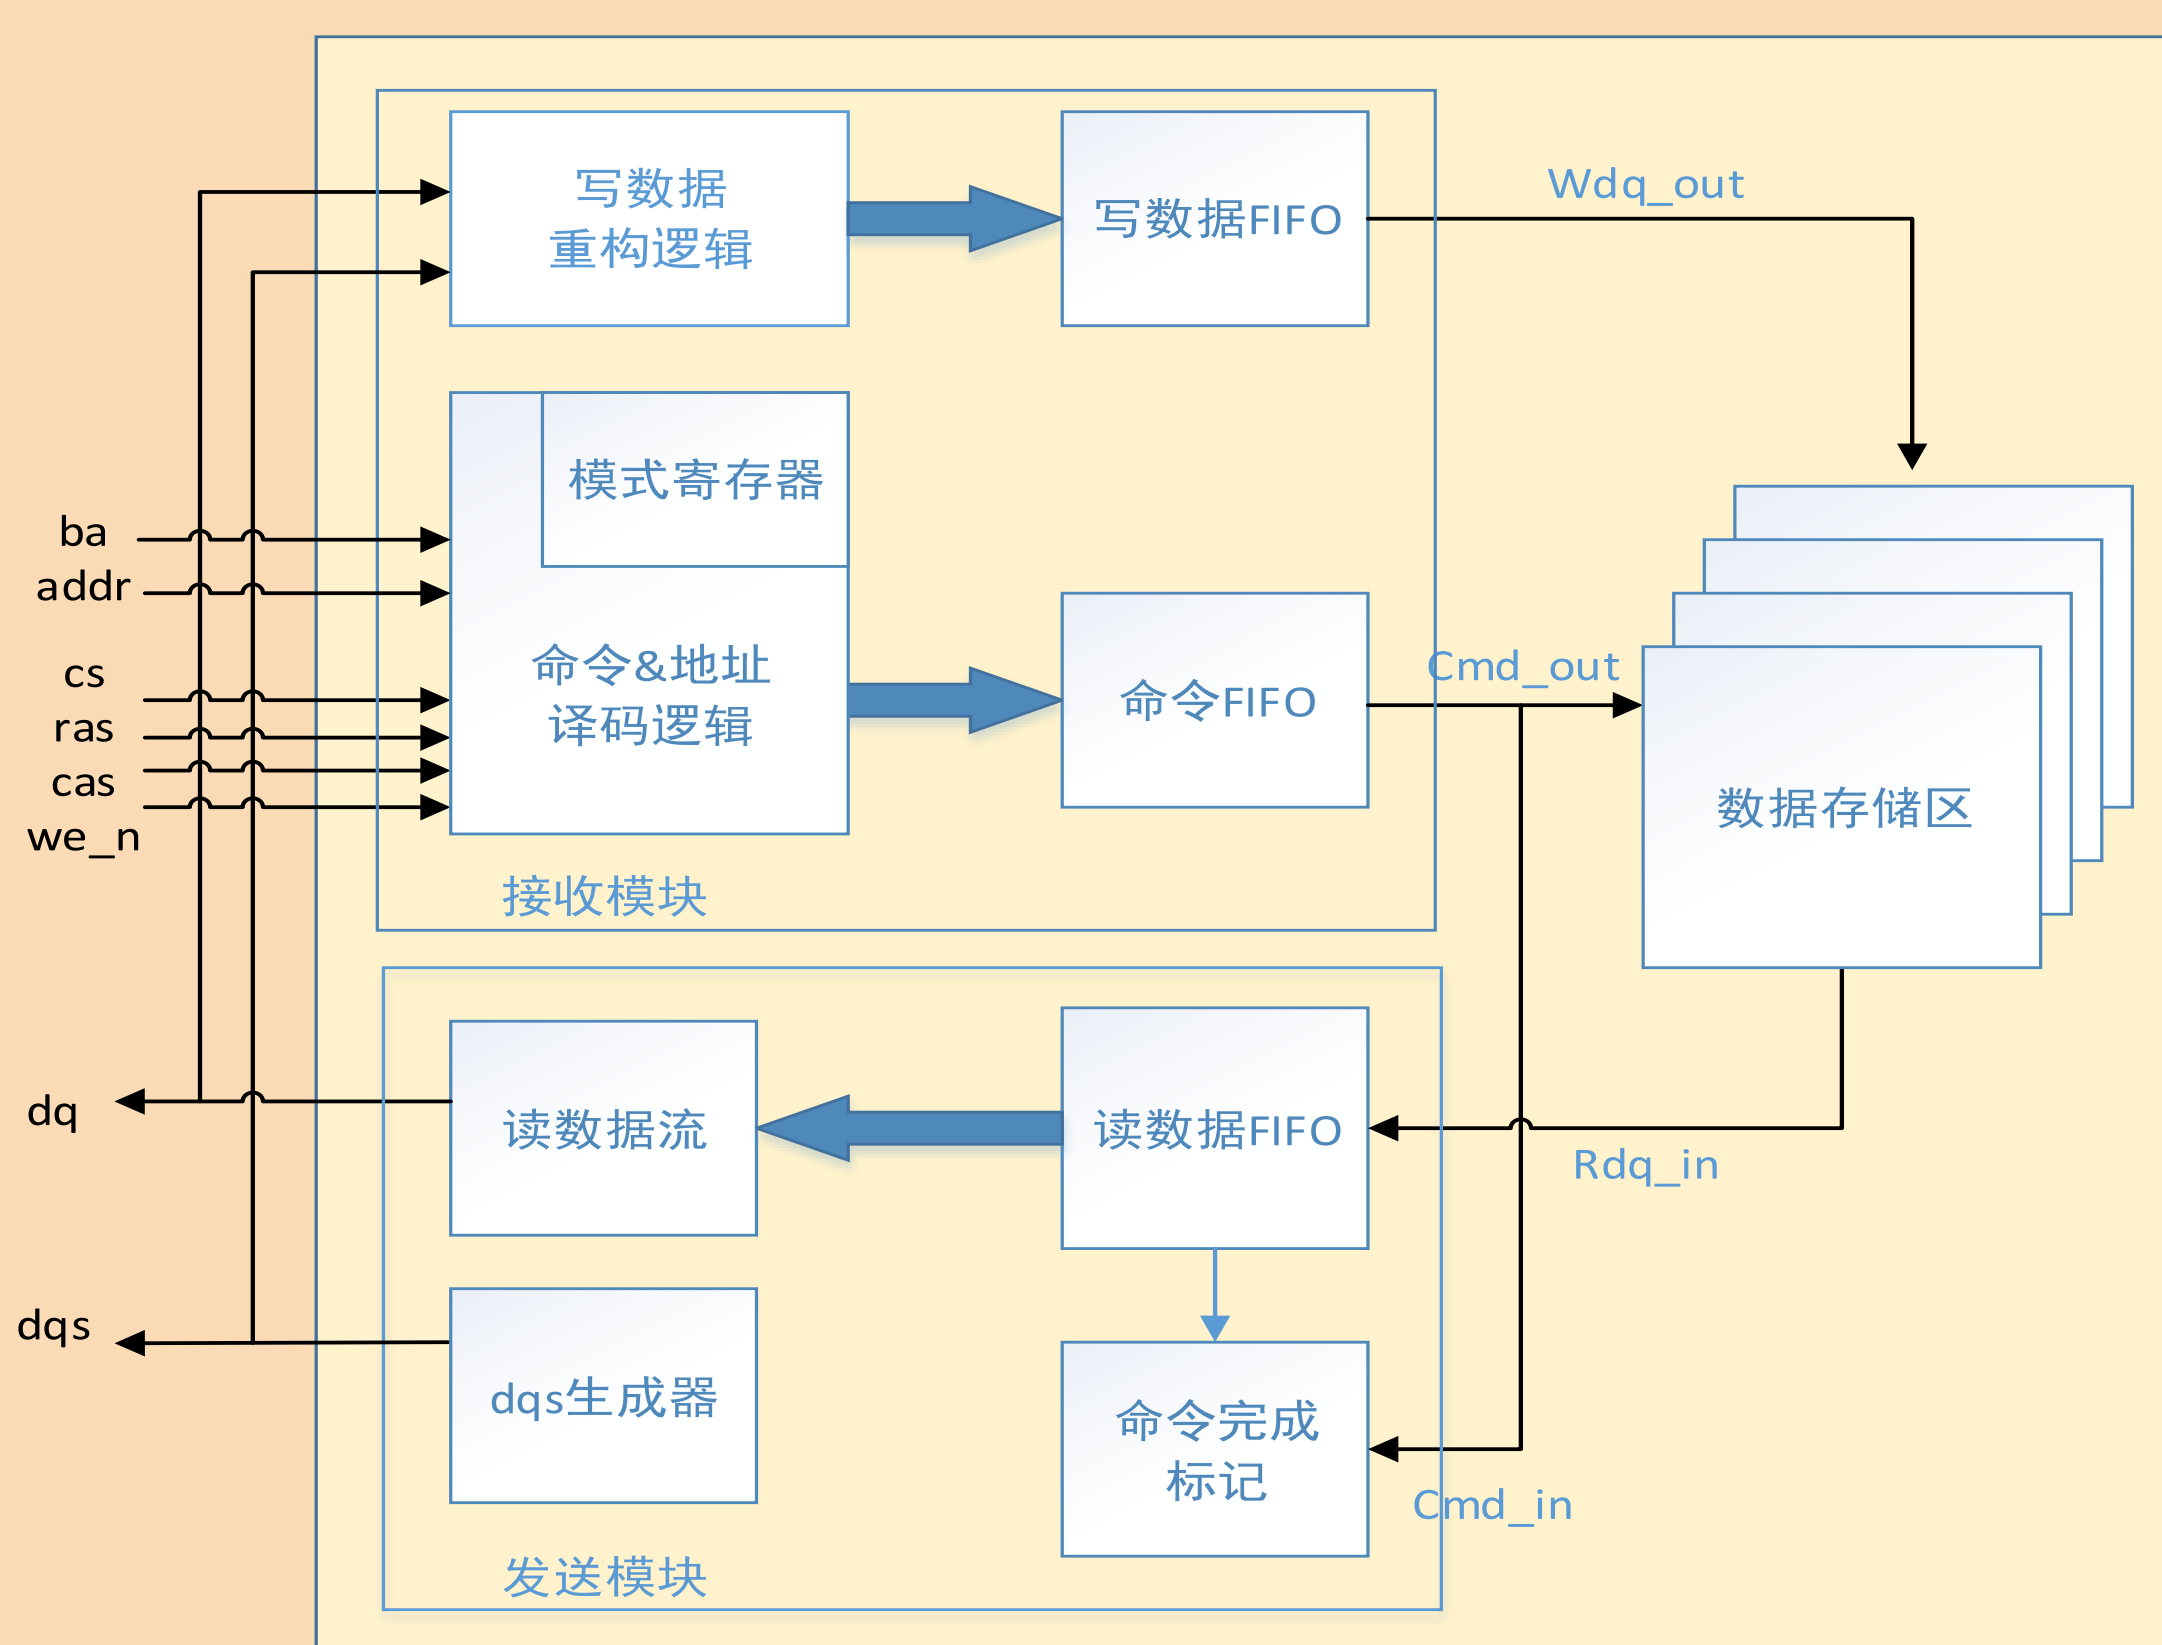 写数据
重构逻辑
写数据FIFO
Wdq_out
模式寄存器
ba
addr
cs
ras
cas
we_n
命令&地址
译码逻辑
命令FIFO
Cmd_out
数据存储区
接收模块
dq
读数据流
读数据FIFO
Rdq_in
dqs
dqs生成器
命令完成
标记
Cmd_in
发送模块